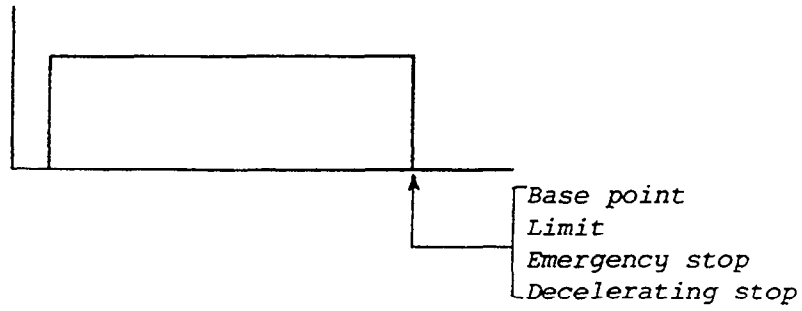 Base point
Limit
Emergency stop
Decelerating stop